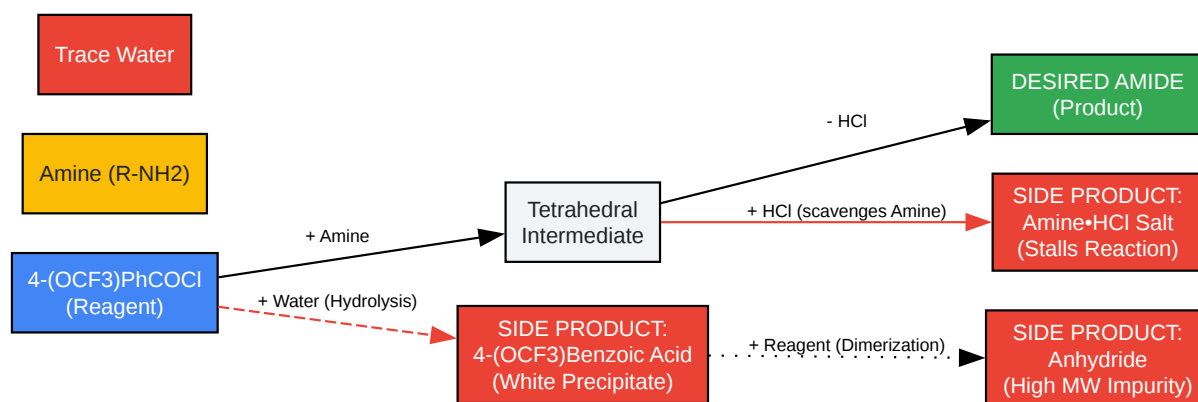 Trace Water
Amine (R-NH2)
4-(OCF3)PhCOCl
(Reagent)
+ Amine
+ Water (Hydrolysis)
Tetrahedral
Intermediate
SIDE PRODUCT:
4-(OCF3)Benzoic Acid
(White Precipitate)
- HCl
+ HCl (scavenges Amine)
+ Reagent (Dimerization)
DESIRED AMIDE
(Product)
SIDE PRODUCT:
Amine•HCl Salt
(Stalls Reaction)
SIDE PRODUCT:
Anhydride
(High MW Impurity)